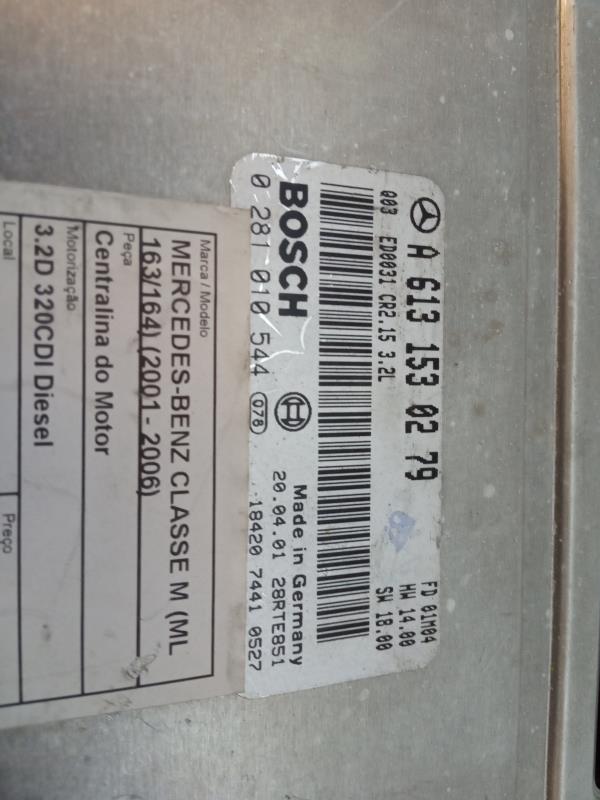 A 613 153 02 79
Q03 ED0031 CR2.15 3.2L
FD 01M04
HW 14.00
SW 18.00
BOSCH
Made in Germany
0 281 010 544 078
20.04.01 28RTE851
18420 7441 0527
Marca / Modelo
MERCEDES-BENZ CLASSE M (ML
163/164) (2001 - 2006)
Peça
Centralina do Motor
Motorização
3.2D 320CDI Diesel
Local
Preço